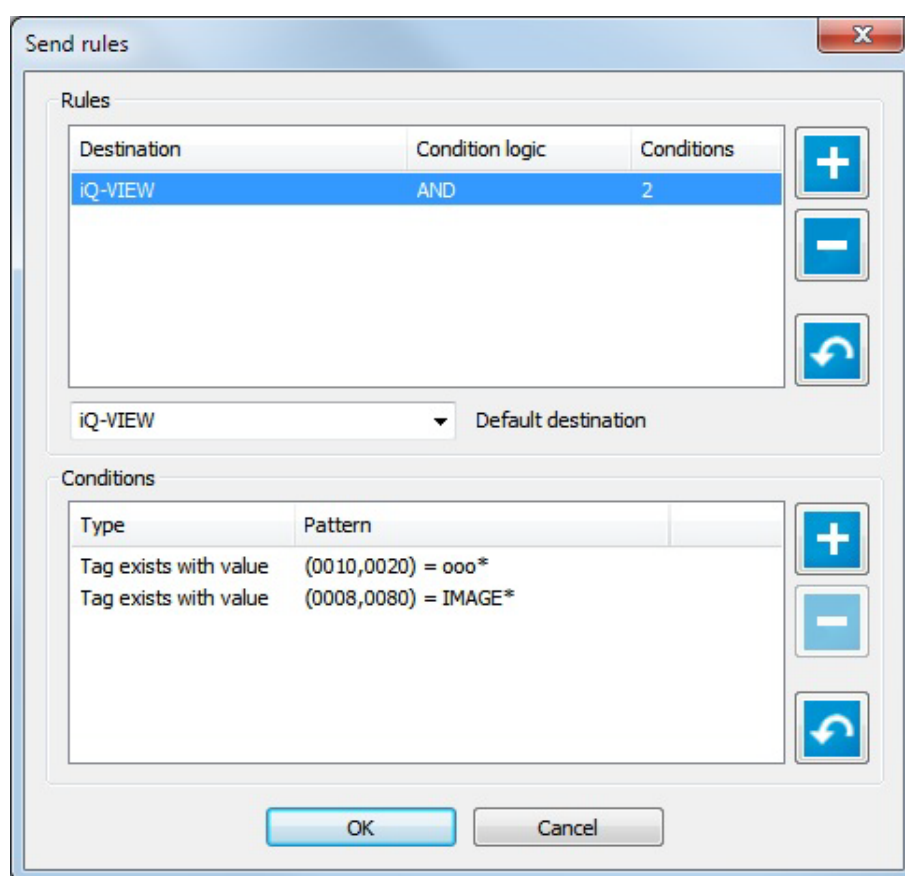 Send rules
Rules
Destination Condition logic Conditions
iQ-VIEW AND 2
iQ-VIEW Default destination
Conditions
Type Pattern
Tag exists with value (0010,0020) = ooo*
Tag exists with value (0008,0080) = IMAGE*
OK Cancel